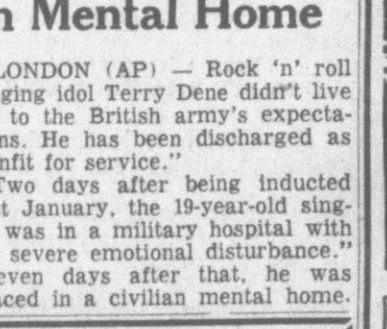 n Mental Home
LONDON (AP) — Rock 'n' roll
ging idol Terry Dene didn't live
to the British army's expecta-
ns. He has been discharged as
nfit for service."
Two days after being inducted
t January, the 19-year-old sing-
was in a military hospital with
severe emotional disturbance."
even days after that, he was
aced in a civilian mental home.